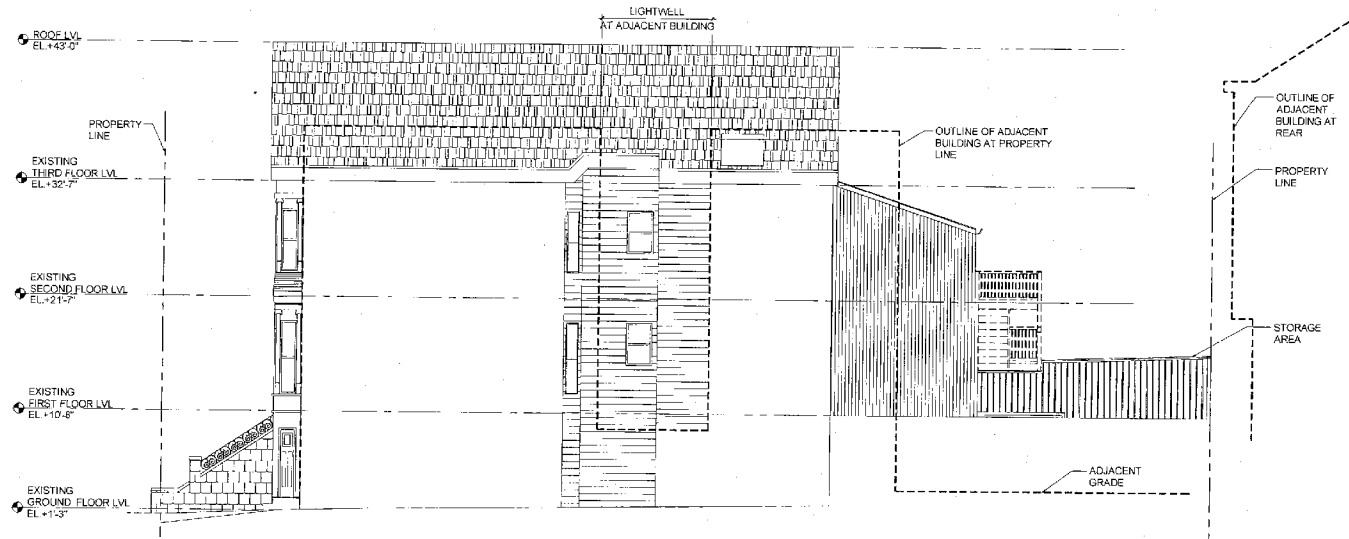 LIGHTWELL
AT ADJACENT BUILDING
ROOF LVL
EL.+43'-0"
PROPERTY
LINE
EXISTING
THIRD FLOOR LVL
EL.+32'-7"
EXISTING
SECOND FLOOR LVL
EL.+21'-7"
EXISTING
FIRST FLOOR LVL
EL.+10'-8"
EXISTING
GROUND FLOOR LVL
EL.+1'-3"
OUTLINE OF ADJACENT
BUILDING AT PROPERTY
LINE
OUTLINE OF
ADJACENT
BUILDING AT
REAR
PROPERTY
LINE
STORAGE
AREA
ADJACENT
GRADE